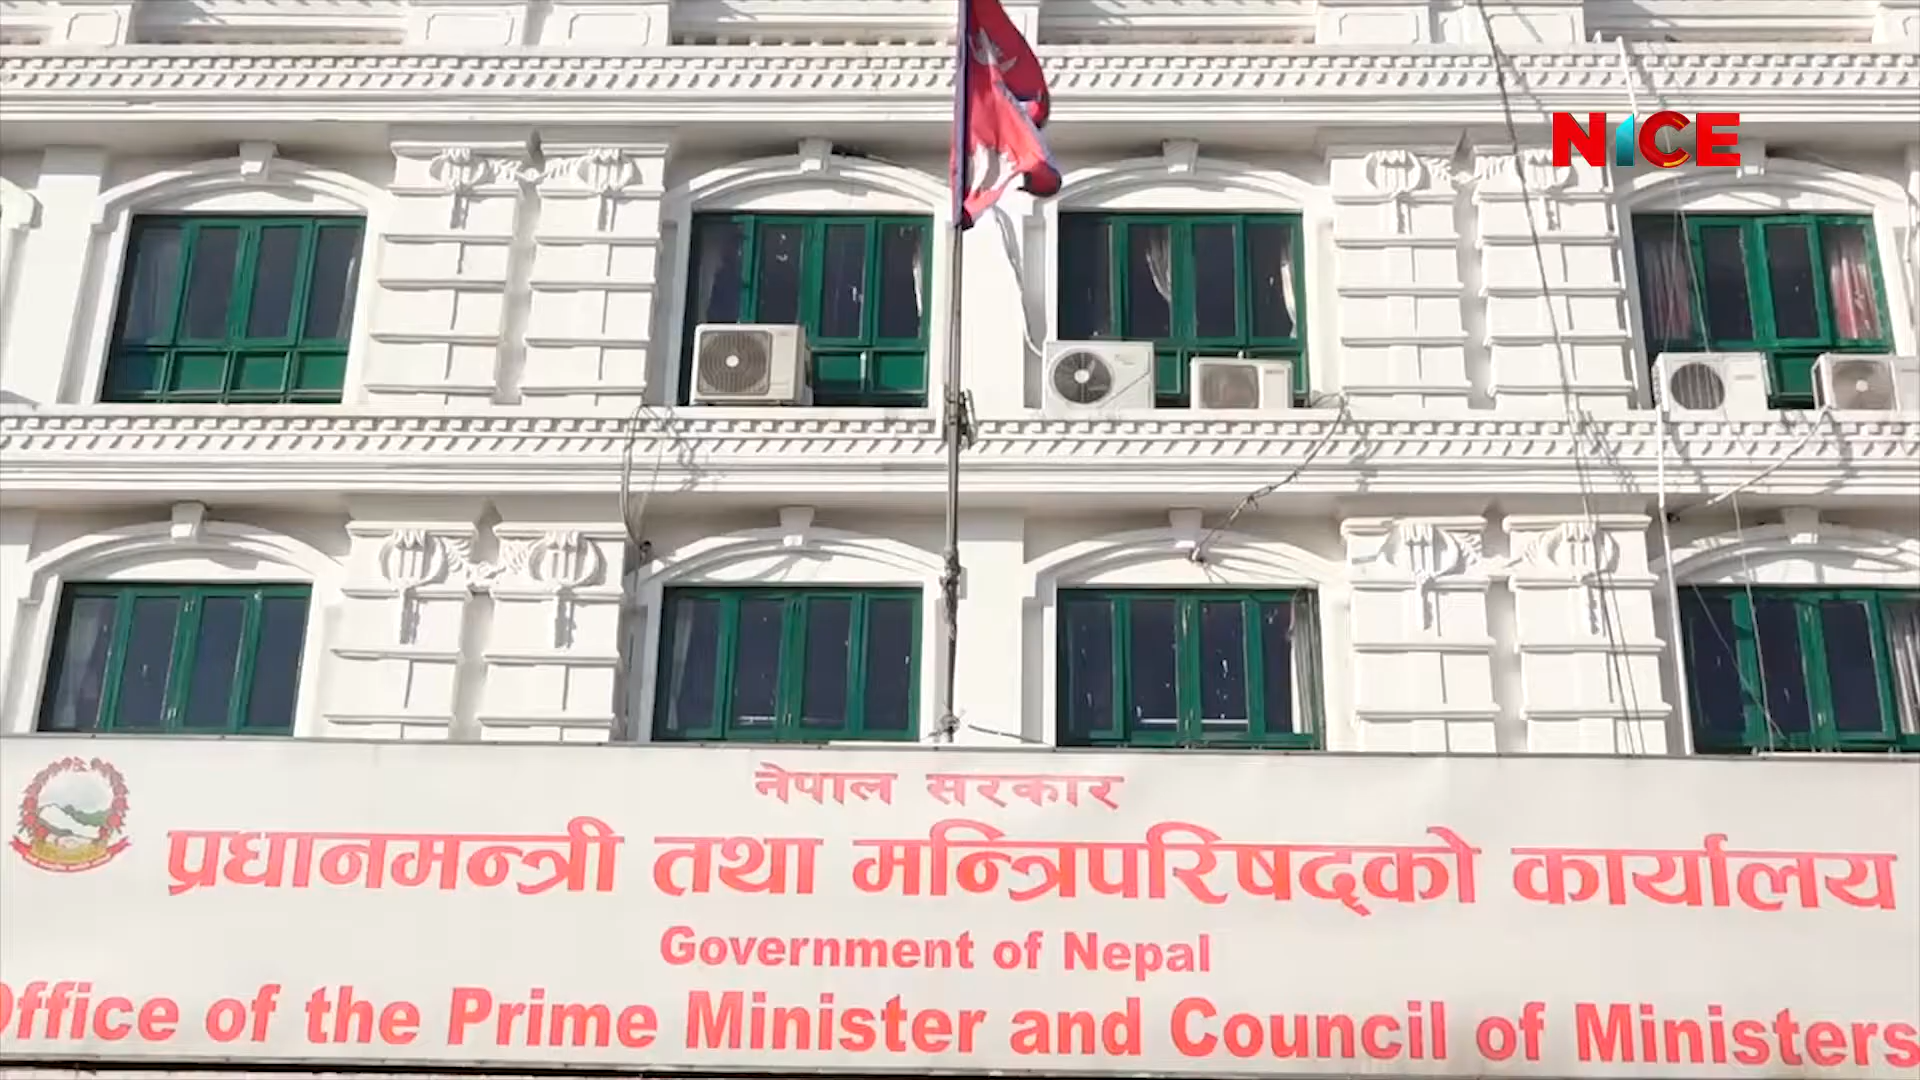 NICE
नेपाल सरकार
प्रधानमन्त्री तथा मन्त्रिपरिषद्को कार्यालय
Government of Nepal
Office of the Prime Minister and Council of Ministers